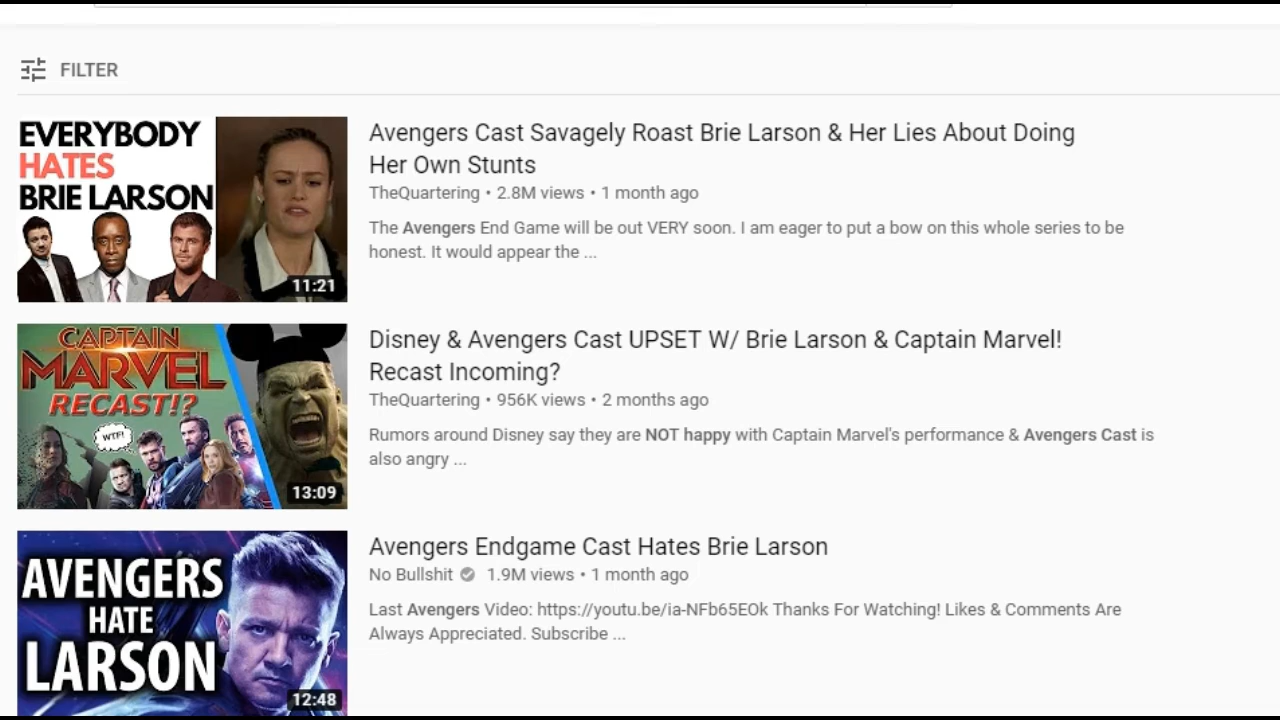 FILTER
EVERYBODY
HATES
BRIE LARSON
11:21
Avengers Cast Savagely Roast Brie Larson & Her Lies About Doing
Her Own Stunts
TheQuartering • 2.8M views • 1 month ago
The Avengers End Game will be out VERY soon. I am eager to put a bow on this whole series to be
honest. It would appear the ...
CAPTAIN
MARVEL
RECAST!?
WTF!
13:09
Disney & Avengers Cast UPSET W/ Brie Larson & Captain Marvel!
Recast Incoming?
TheQuartering • 956K views • 2 months ago
Rumors around Disney say they are NOT happy with Captain Marvel's performance & Avengers Cast is
also angry ...
AVENGERS
HATE
LARSON
12:48
Avengers Endgame Cast Hates Brie Larson
No Bullshit 1.9M views • 1 month ago
Last Avengers Video: https://youtu.be/ia-NFb65EOk Thanks For Watching! Likes & Comments Are
Always Appreciated. Subscribe ...